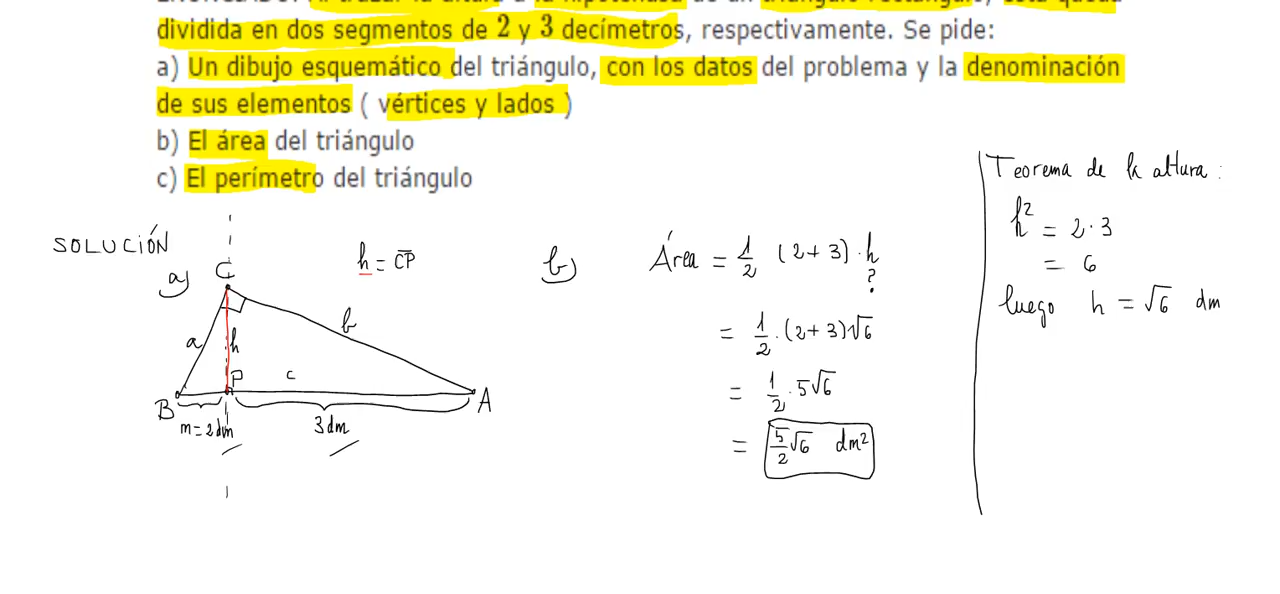 dividida en dos segmentos de 2 y 3 decímetros, respectivamente. Se pide:
a) Un dibujo esquemático del triángulo, con los datos del problema y la denominación
de sus elementos ( vértices y lados )
b) El área del triángulo
c) El perímetro del triángulo
SOLUCIÓN
a)
h = CP
C
a
h
b
P
c
B
A
m = 2 dm
3 dm
b)
Área = 1/2 (2+3) · h
?
= 1/2 · (2+3)√6
= 1/2 · 5√6
= 5/2 √6 dm²
Teorema de la altura :
h² = 2 · 3
= 6
luego h = √6 dm